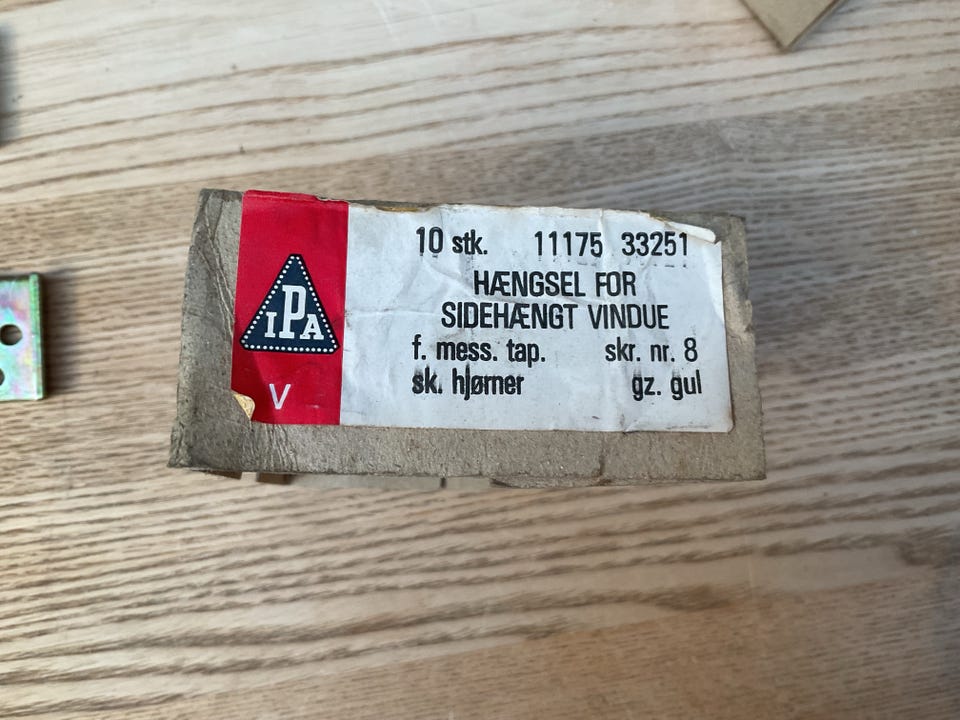 10 stk. 11175 33251
HÆNGSEL FOR
SIDEHÆNGT VINDUE
f. mess. tap. skr. nr. 8
sk. hjørner gz. gul
IPA
V